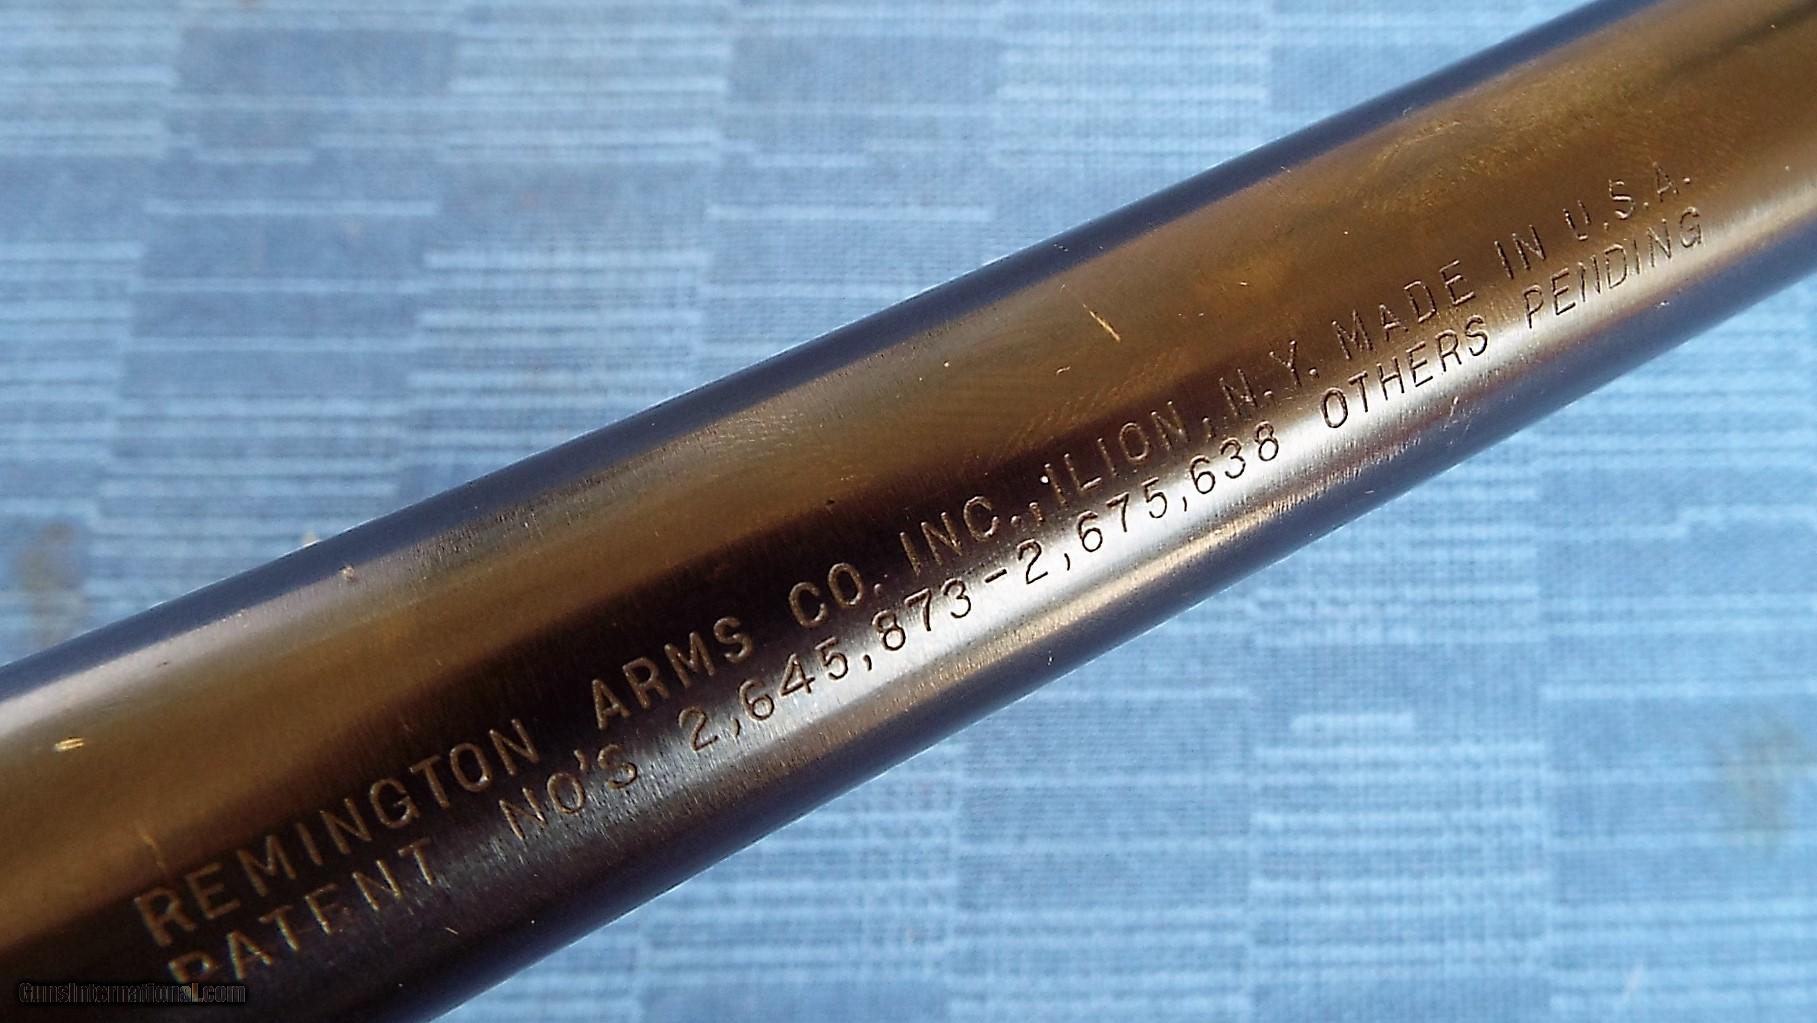 REMINGTON ARMS CO. INC., ILION, N.Y. MADE IN U.S.A.
PATENT NO'S 2,645,873-2,675,638 OTHERS PENDING
GunsInternational.com